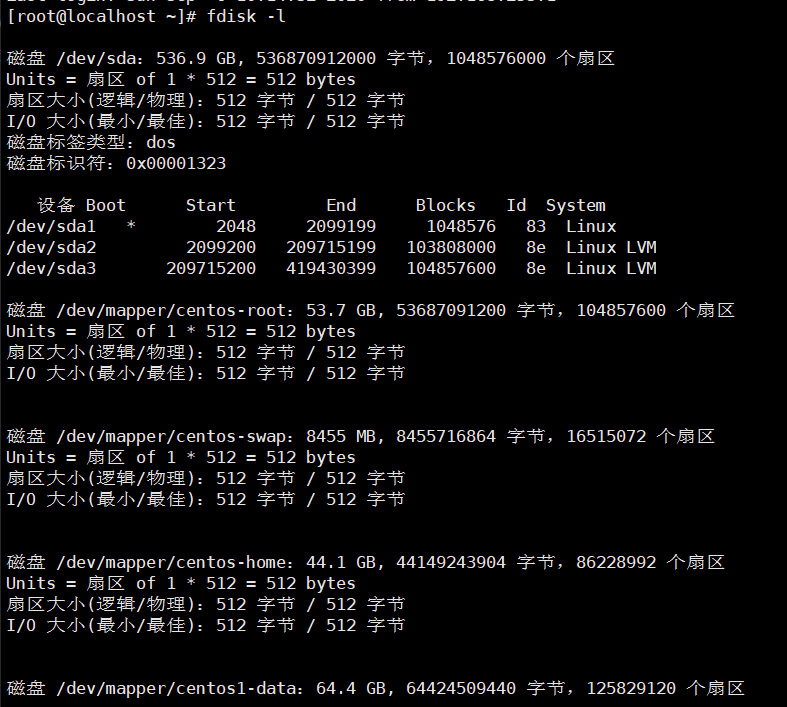 [root@localhost ~]# fdisk -l
磁盘 /dev/sda：536.9 GB, 536870912000 字节，1048576000 个扇区
Units = 扇区 of 1 * 512 = 512 bytes
扇区大小(逻辑/物理)：512 字节 / 512 字节
I/O 大小(最小/最佳)：512 字节 / 512 字节
磁盘标签类型：dos
磁盘标识符：0x00001323
设备 Boot Start End Blocks Id System
/dev/sda1 * 2048 2099199 1048576 83 Linux
/dev/sda2 2099200 209715199 103808000 8e Linux LVM
/dev/sda3 209715200 419430399 104857600 8e Linux LVM
磁盘 /dev/mapper/centos-root：53.7 GB, 53687091200 字节，104857600 个扇区
Units = 扇区 of 1 * 512 = 512 bytes
扇区大小(逻辑/物理)：512 字节 / 512 字节
I/O 大小(最小/最佳)：512 字节 / 512 字节
磁盘 /dev/mapper/centos-swap：8455 MB, 8455716864 字节，16515072 个扇区
Units = 扇区 of 1 * 512 = 512 bytes
扇区大小(逻辑/物理)：512 字节 / 512 字节
I/O 大小(最小/最佳)：512 字节 / 512 字节
磁盘 /dev/mapper/centos-home：44.1 GB, 44149243904 字节，86228992 个扇区
Units = 扇区 of 1 * 512 = 512 bytes
扇区大小(逻辑/物理)：512 字节 / 512 字节
I/O 大小(最小/最佳)：512 字节 / 512 字节
磁盘 /dev/mapper/centos1-data：64.4 GB, 64424509440 字节，125829120 个扇区